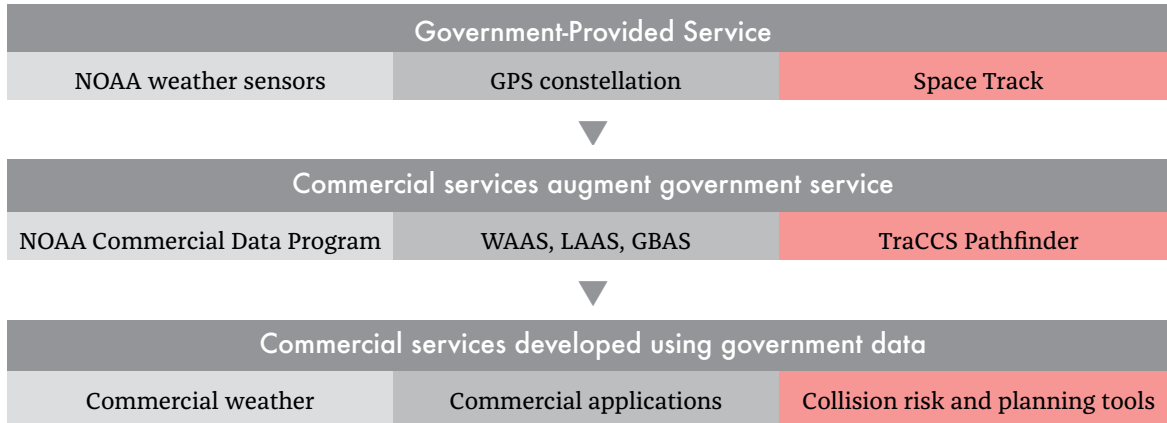 Government-Provided Service
NOAA weather sensors GPS constellation Space Track
Commercial services augment government service
NOAA Commercial Data Program WAAS, LAAS, GBAS TraCCS Pathfinder
Commercial services developed using government data
Commercial weather Commercial applications Collision risk and planning tools